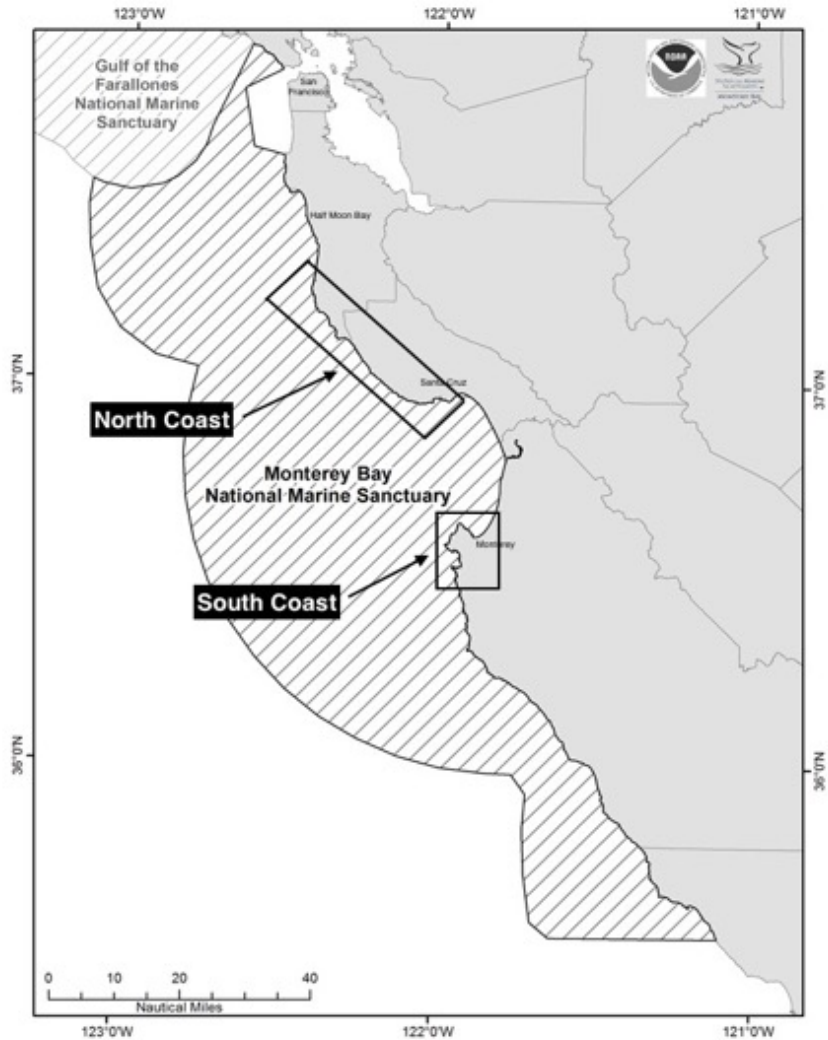 123°0'W
122°0'W
121°0'W
Gulf of the
Farallones
National Marine
Sanctuary
San
Francisco
NOAA
Half Moon Bay
37°0'N
37°0'N
Santa Cruz
North Coast
Monterey Bay
National Marine Sanctuary
Monterey
South Coast
36°0'N
36°0'N
0 10 20 40
Nautical Miles
123°0'W
122°0'W
121°0'W